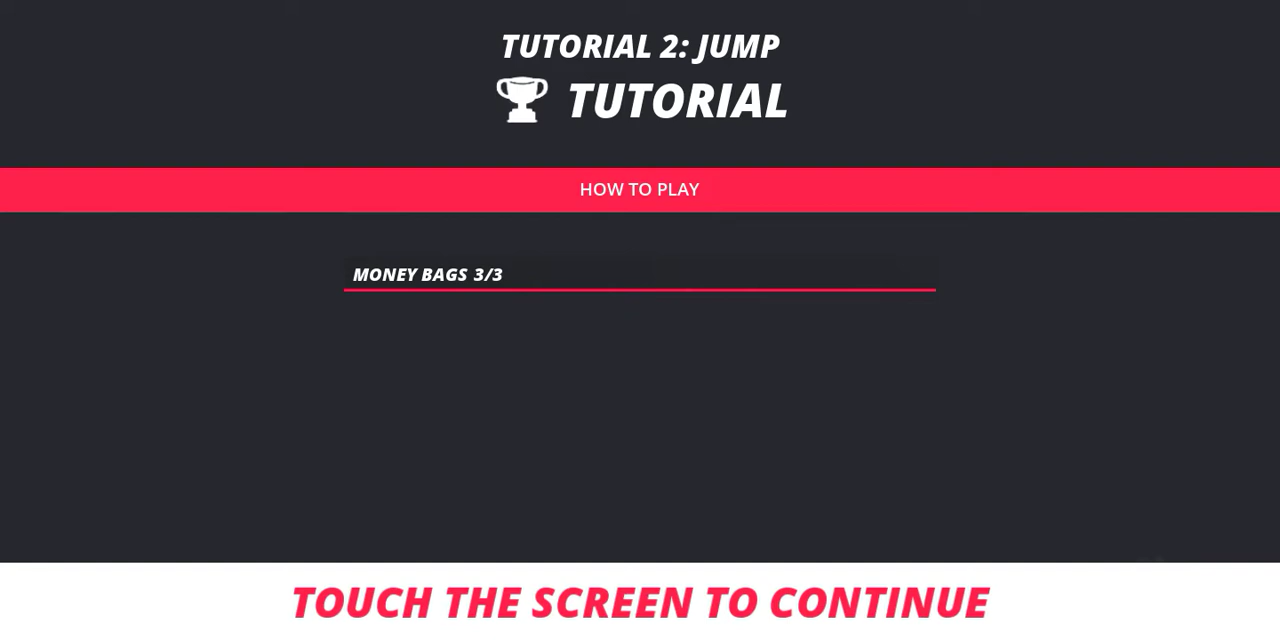 TUTORIAL 2: JUMP
TUTORIAL
HOW TO PLAY
MONEY BAGS 3/3
TOUCH THE SCREEN TO CONTINUE